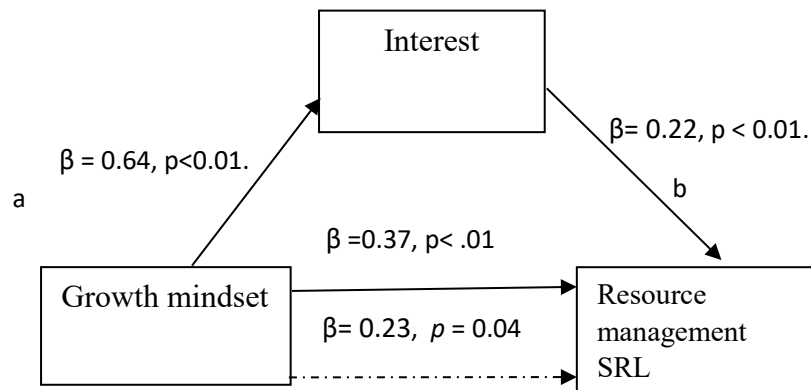 Interest
β= 0.22, p < 0.01.
β = 0.64, p<0.01.
a
b
β =0.37, p< .01
Growth mindset
Resource
management
SRL
β= 0.23, p = 0.04